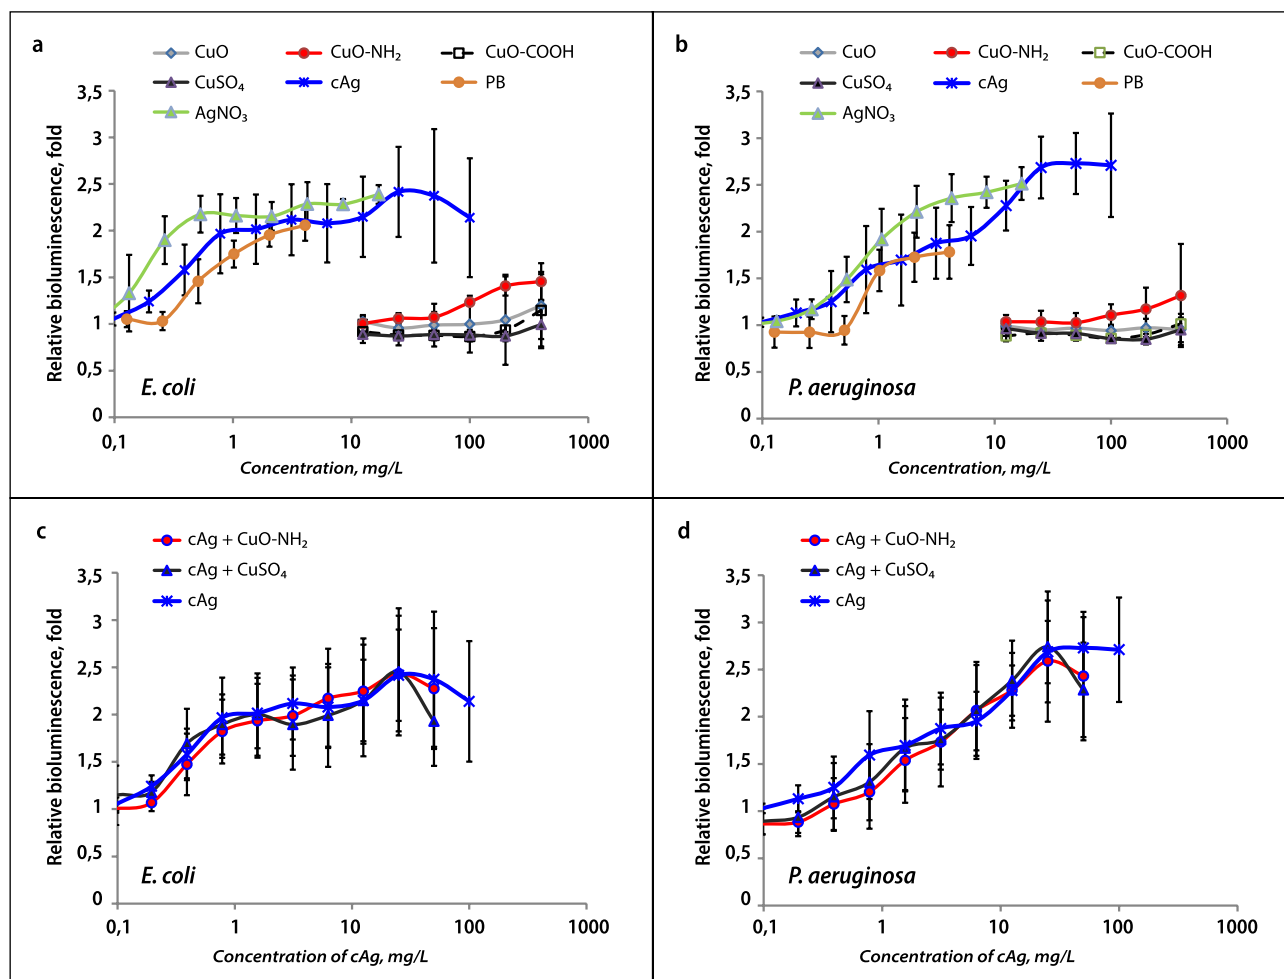 a
CuO CuO-NH₂ CuO-COOH
CuSO₄ cAg PB
AgNO₃
Relative bioluminescence, fold
3,5
3
2,5
2
1,5
1
0,5
0
E. coli
0,1 1 10 100 1000
Concentration, mg/L
b
CuO CuO-NH₂ CuO-COOH
CuSO₄ cAg PB
AgNO₃
Relative bioluminescence, fold
3,5
3
2,5
2
1,5
1
0,5
0
P. aeruginosa
0,1 1 10 100 1000
Concentration, mg/L
c
cAg + CuO-NH₂
cAg + CuSO₄
cAg
Relative bioluminescence, fold
3,5
3
2,5
2
1,5
1
0,5
0
E. coli
0,1 1 10 100 1000
Concentration of cAg, mg/L
d
cAg + CuO-NH₂
cAg + CuSO₄
cAg
Relative bioluminescence, fold
3,5
3
2,5
2
1,5
1
0,5
0
P. aeruginosa
0,1 1 10 100 1000
Concentration of cAg, mg/L